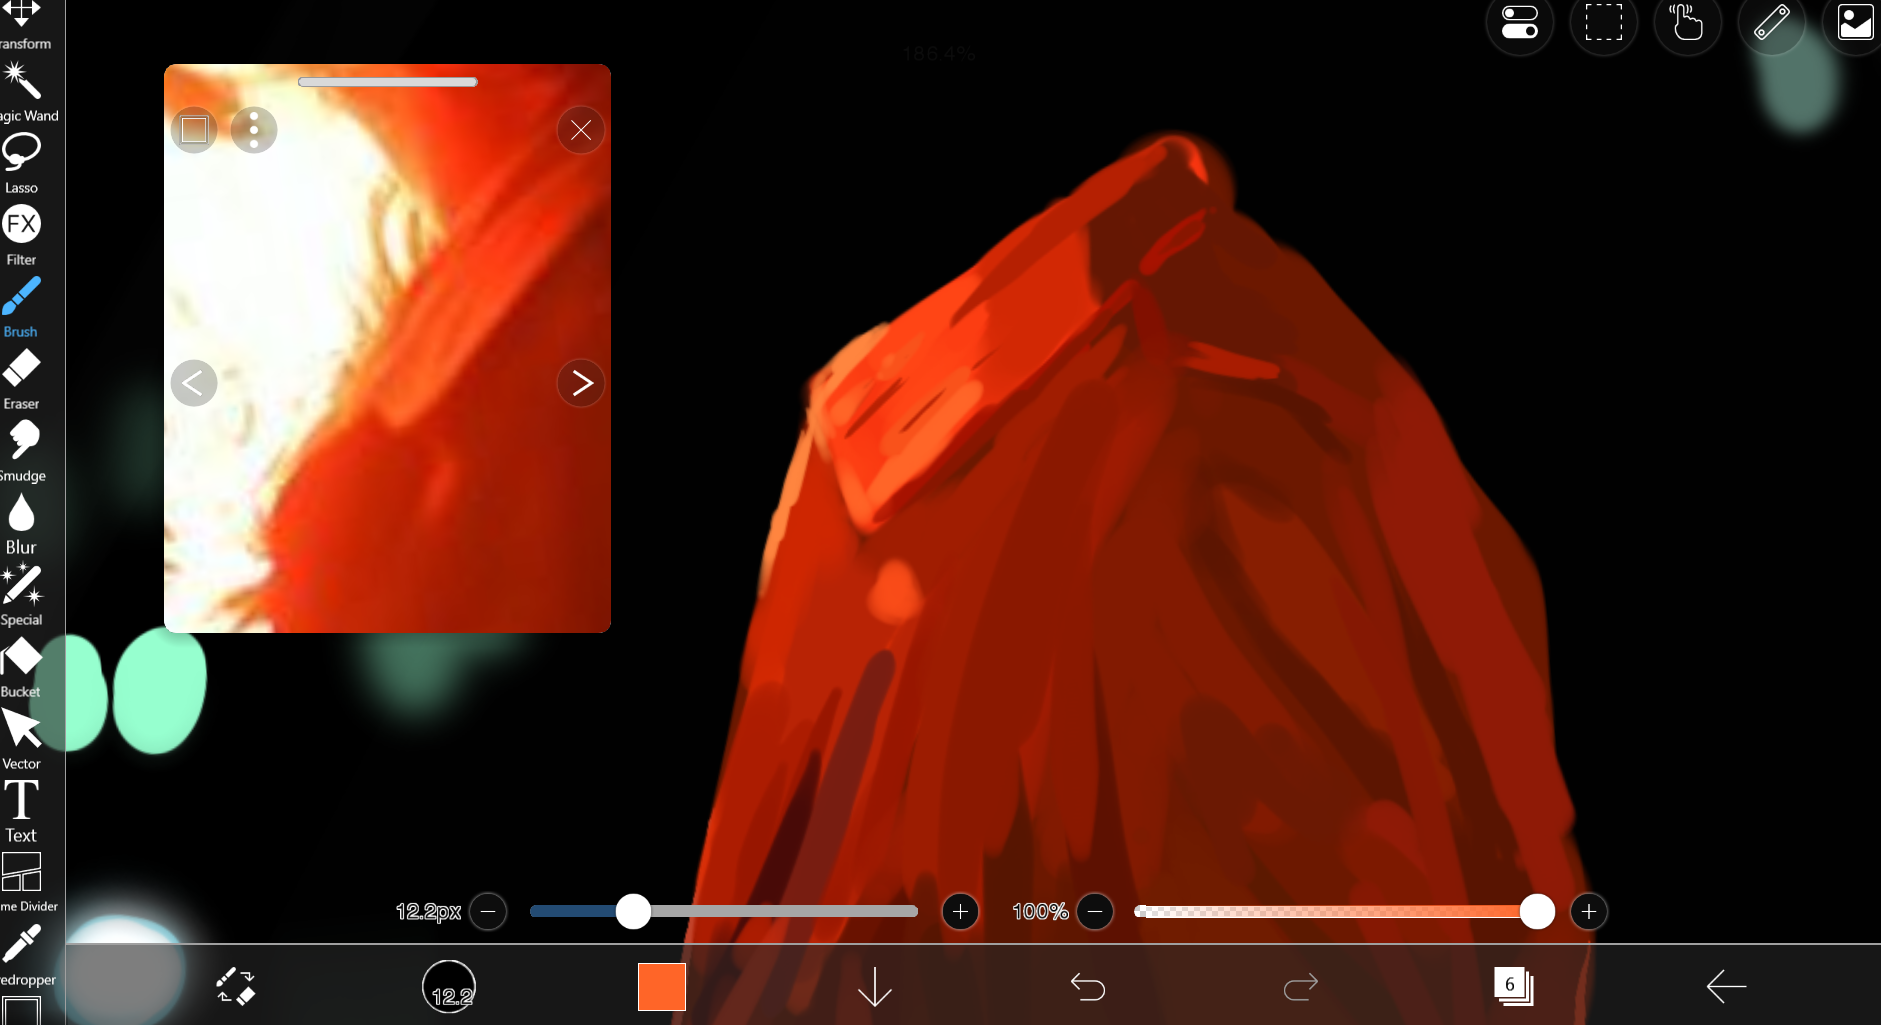 ransform
agic Wand
Lasso
FX
Filter
Brush
Eraser
Smudge
Blur
Special
Bucket
Vector
T
Text
me Divider
edropper
186.4%
12.2px
100%
12.2
6